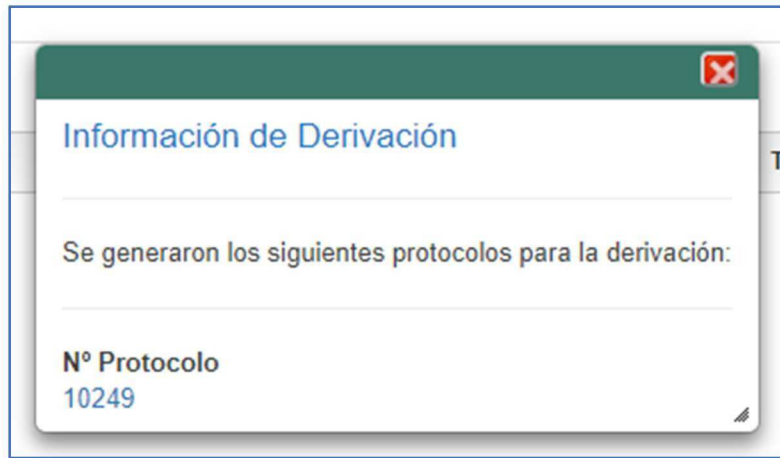 Información de Derivación
T
Se generaron los siguientes protocolos para la derivación:
Nº Protocolo
10249